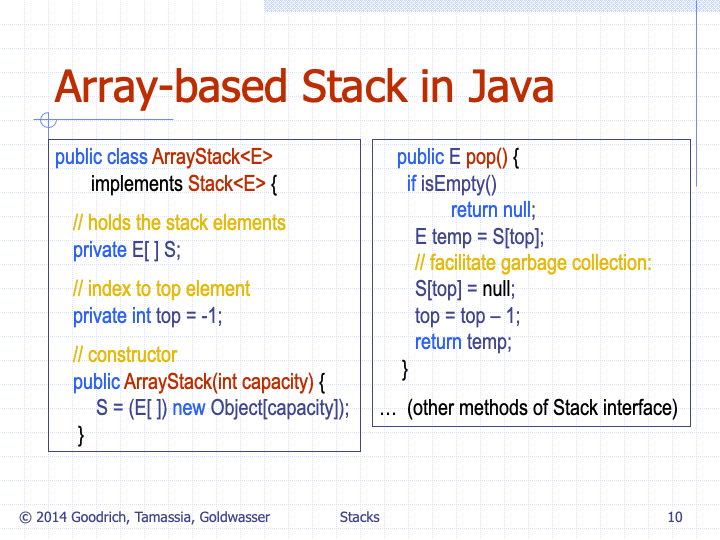 Array-based Stack in Java
public class ArrayStack<E>
implements Stack<E> {
// holds the stack elements
private E[ ] S;
// index to top element
private int top = -1;
// constructor
public ArrayStack(int capacity) {
S = (E[ ]) new Object[capacity]);
}
public E pop() {
if isEmpty()
return null;
E temp = S[top];
// facilitate garbage collection:
S[top] = null;
top = top – 1;
return temp;
}
… (other methods of Stack interface)
© 2014 Goodrich, Tamassia, Goldwasser
Stacks
10